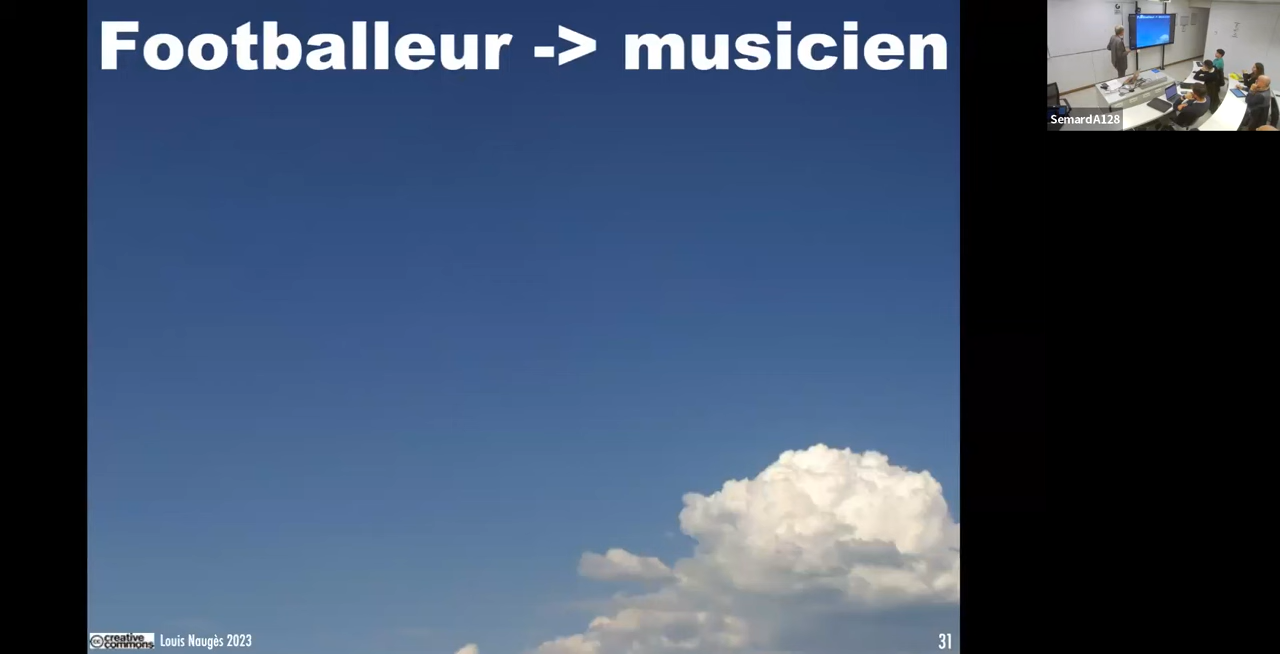 Footballeur -> musicien
SemardA128
creative commons
Louis Naugès 2023
31